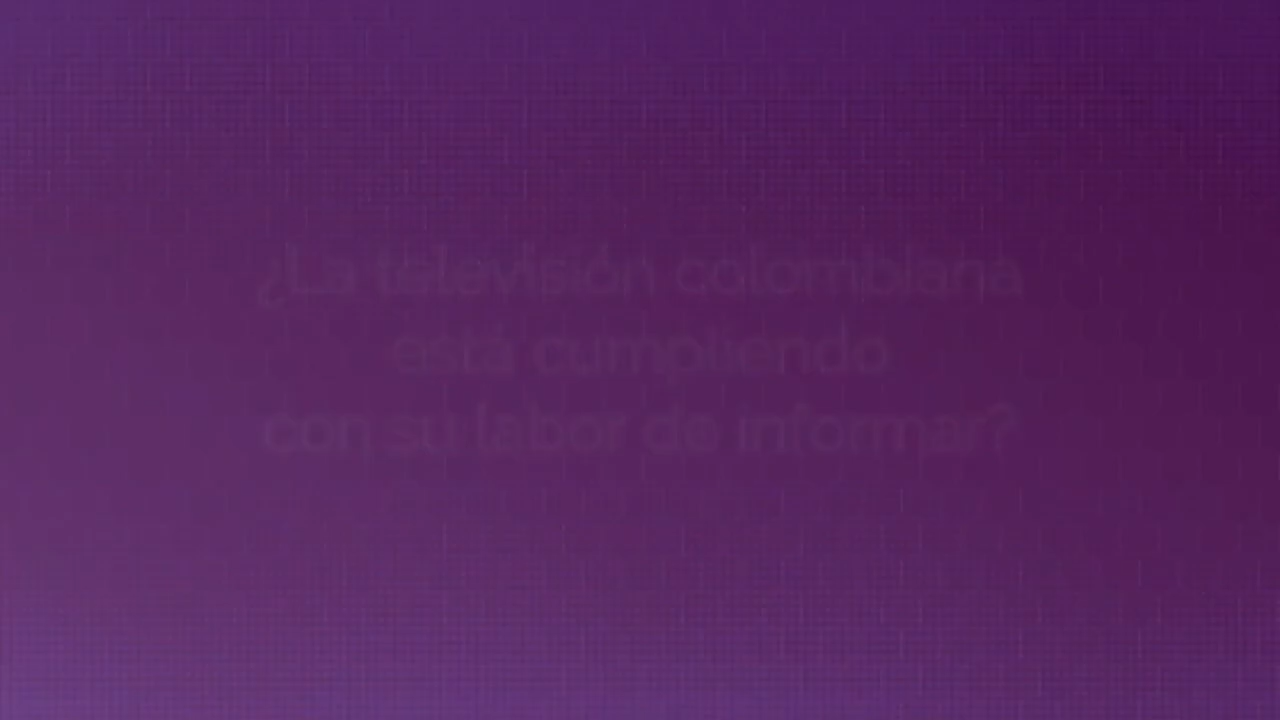 ¿La televisión colombiana
está cumpliendo
con su labor de informar?